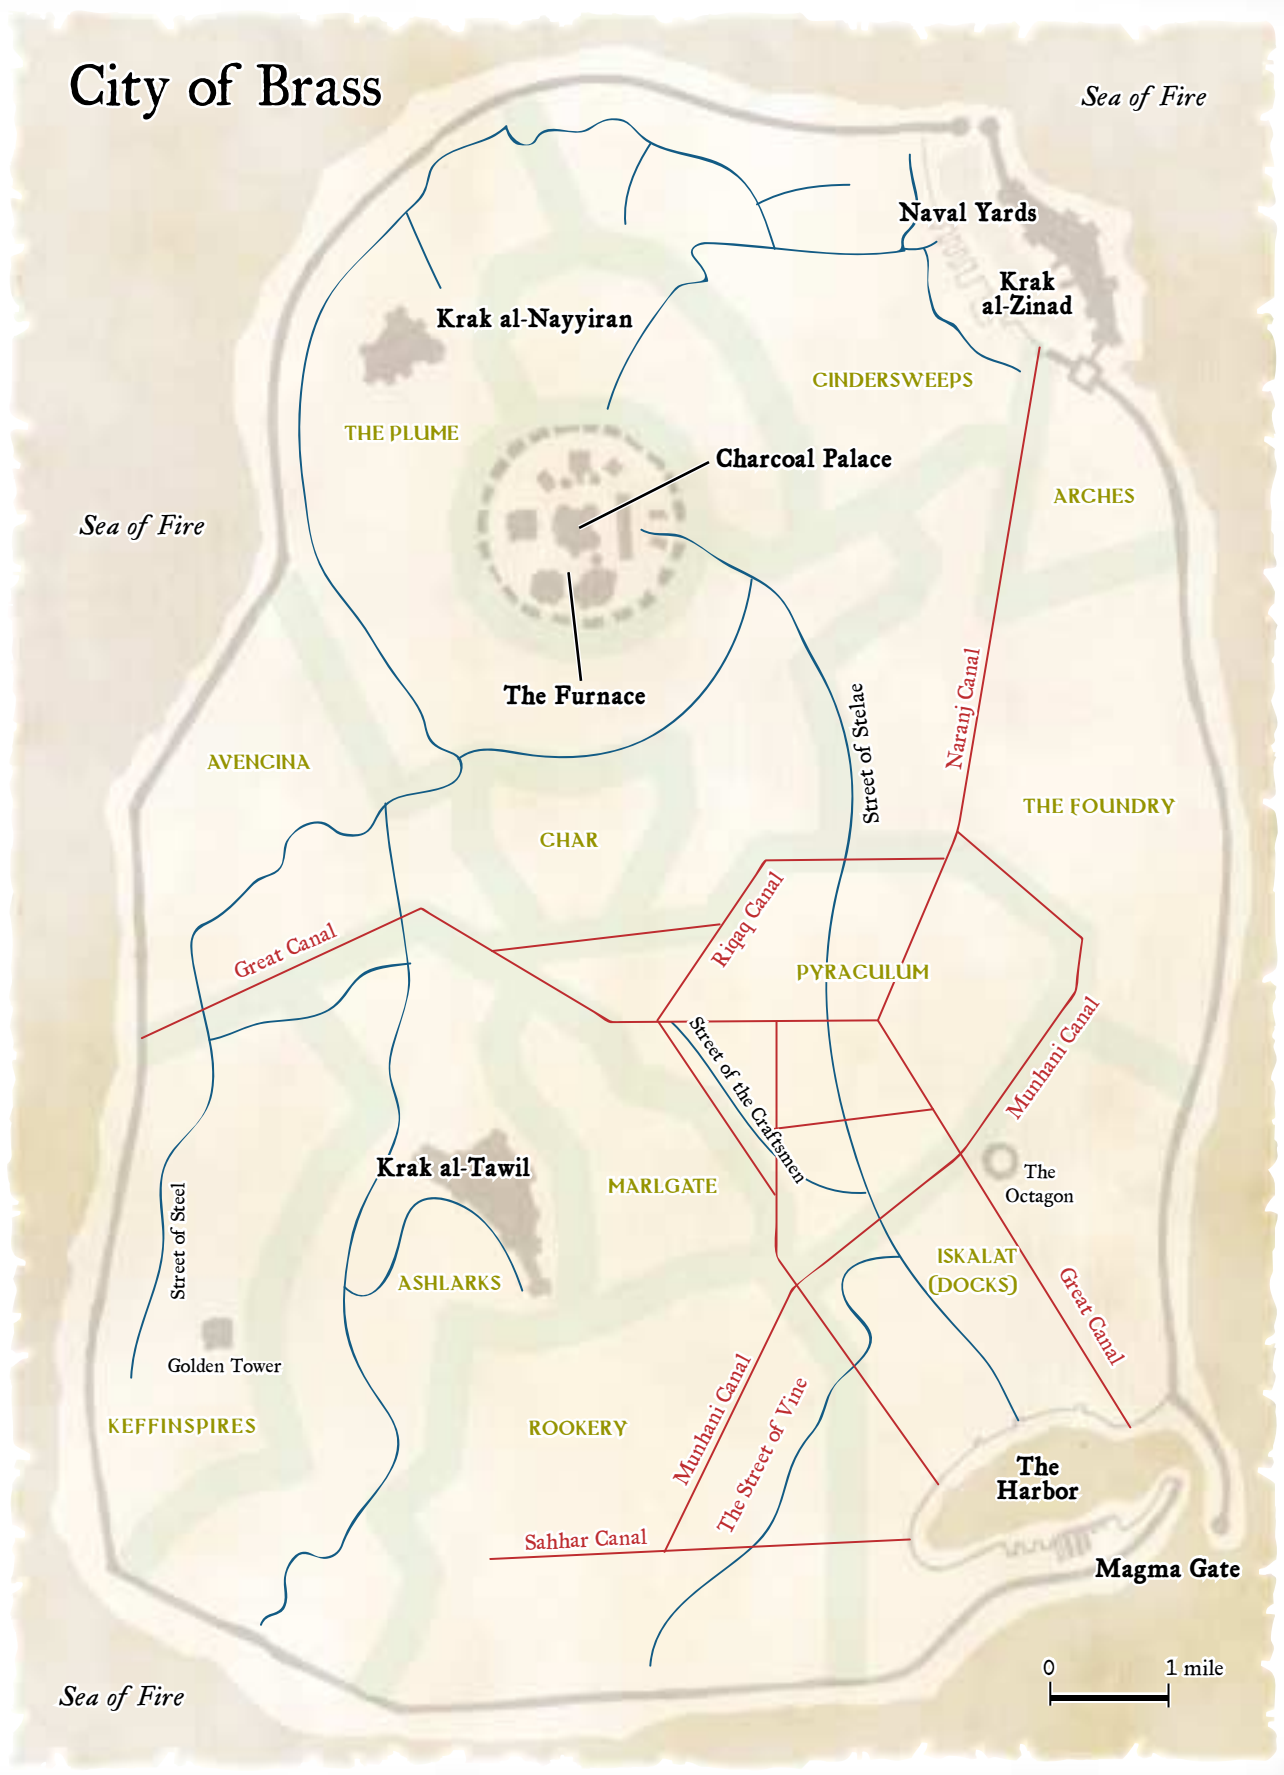 City of Brass
Sea of Fire
Naval Yards
Krak
al-Zinad
Krak al-Nayyiran
CINDERSWEEPS
THE PLUME
Charcoal Palace
ARCHES
Sea of Fire
The Furnace
Naranj Canal
Street of Stelae
AVENCINA
THE FOUNDRY
CHAR
Riqaq Canal
Great Canal
PYRACULUM
Munhani Canal
Street of the Craftsmen
Krak al-Tawil
MARLGATE
The
Octagon
Street of Steel
ISKALAT
(DOCKS)
ASHLARKS
Great Canal
Golden Tower
KEFFINSPIRES
ROOKERY
Munhani Canal
The Street of Vine
The
Harbor
Sahhar Canal
Magma Gate
0 1 mile
Sea of Fire